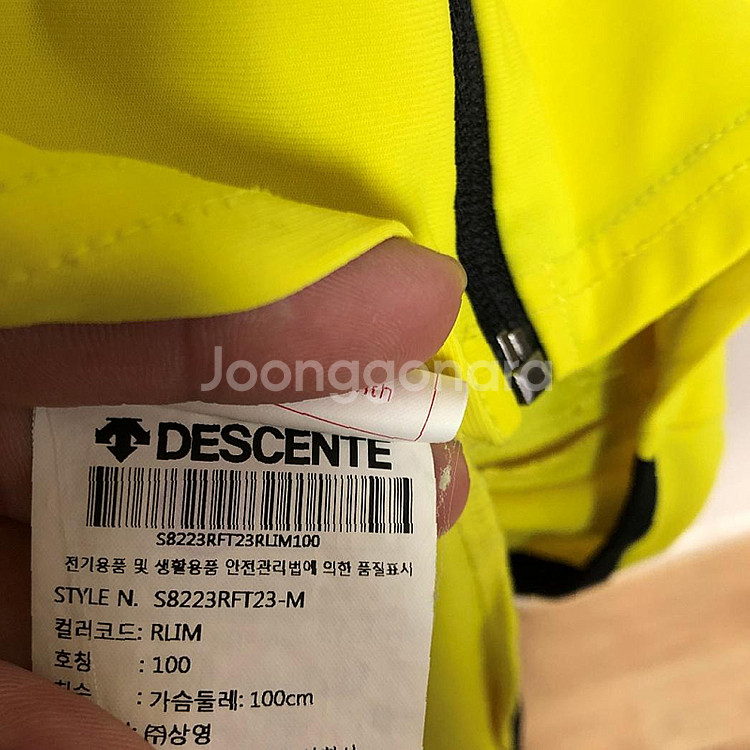 Joonggonara
DESCENTE
S8223RFT23RLIM100
전기용품 및 생활용품 안전관리법에 의한 품질표시
STYLE N. S8223RFT23-M
컬러코드: RLIM
호칭 : 100
: 가슴둘레: 100cm
: ㈜상영